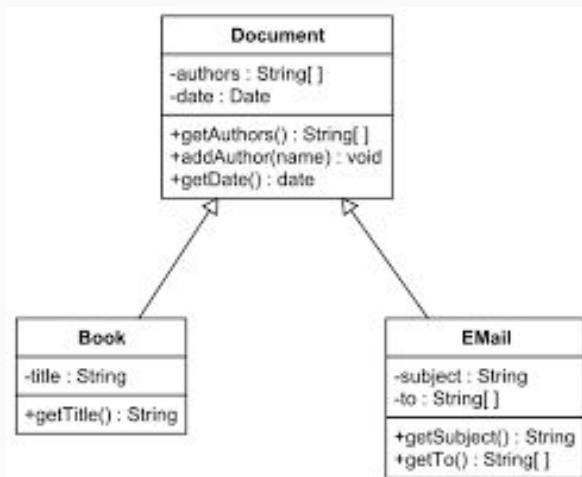 Document
-authors : String[ ]
-date : Date
+getAuthors() : String[ ]
+addAuthor(name) : void
+getDate() : date
Book
-title : String
+getTitle() : String
EMail
-subject : String
-to : String[ ]
+getSubject() : String
+getTo() : String[ ]